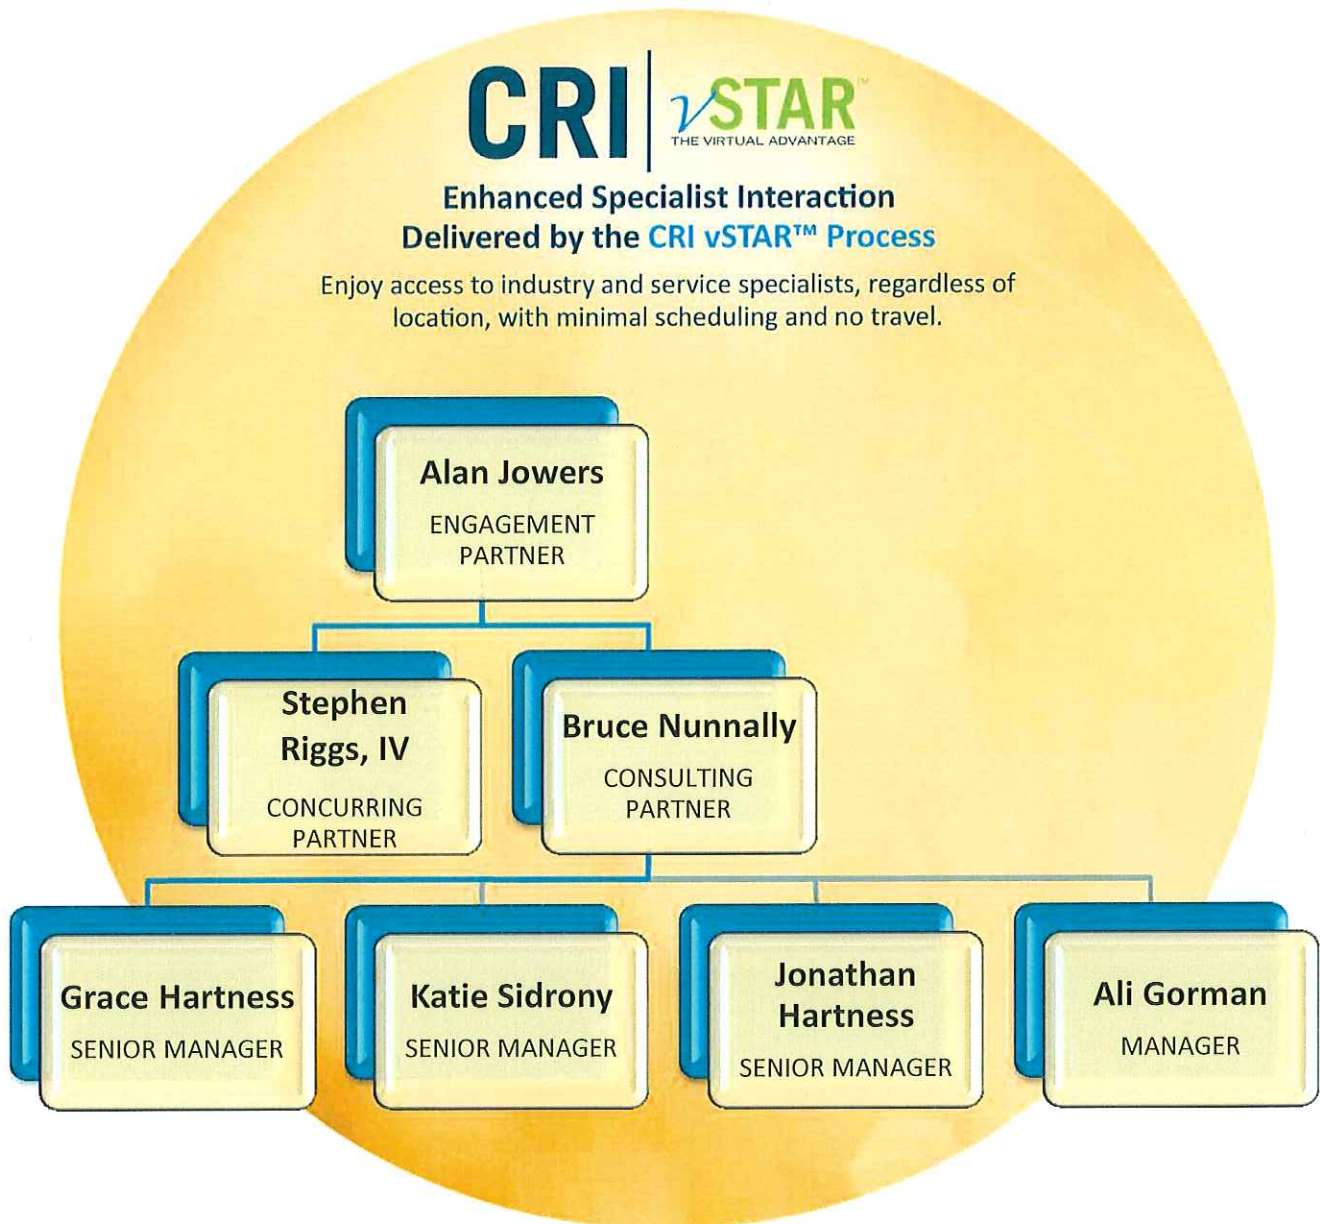 CRI vSTAR™
THE VIRTUAL ADVANTAGE
Enhanced Specialist Interaction
Delivered by the CRI vSTAR™ Process
Enjoy access to industry and service specialists, regardless of
location, with minimal scheduling and no travel.
Alan Jowers
ENGAGEMENT
PARTNER
Stephen
Riggs, IV
CONCURRING
PARTNER
Bruce Nunnally
CONSULTING
PARTNER
Grace Hartness
SENIOR MANAGER
Katie Sidrony
SENIOR MANAGER
Jonathan
Hartness
SENIOR MANAGER
Ali Gorman
MANAGER